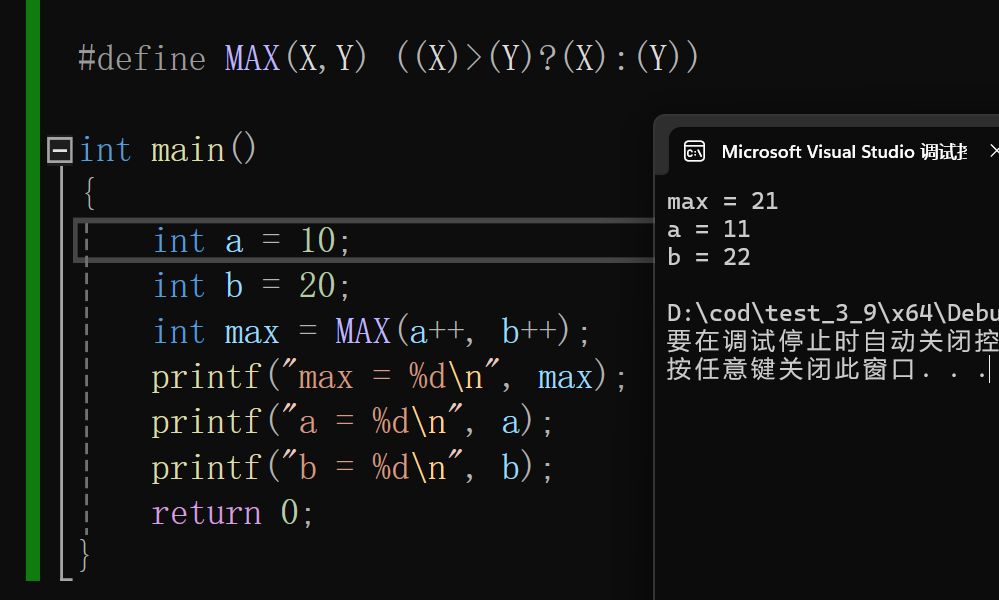 #define MAX(X,Y) ((X)>(Y)?(X):(Y))
int main()
{
int a = 10;
int b = 20;
int max = MAX(a++, b++);
printf("max = %d\n", max);
printf("a = %d\n", a);
printf("b = %d\n", b);
return 0;
}
Microsoft Visual Studio 调试
max = 21
a = 11
b = 22
D:\cod\test_3_9\x64\Debu
要在调试停止时自动关闭控
按任意键关闭此窗口. . .